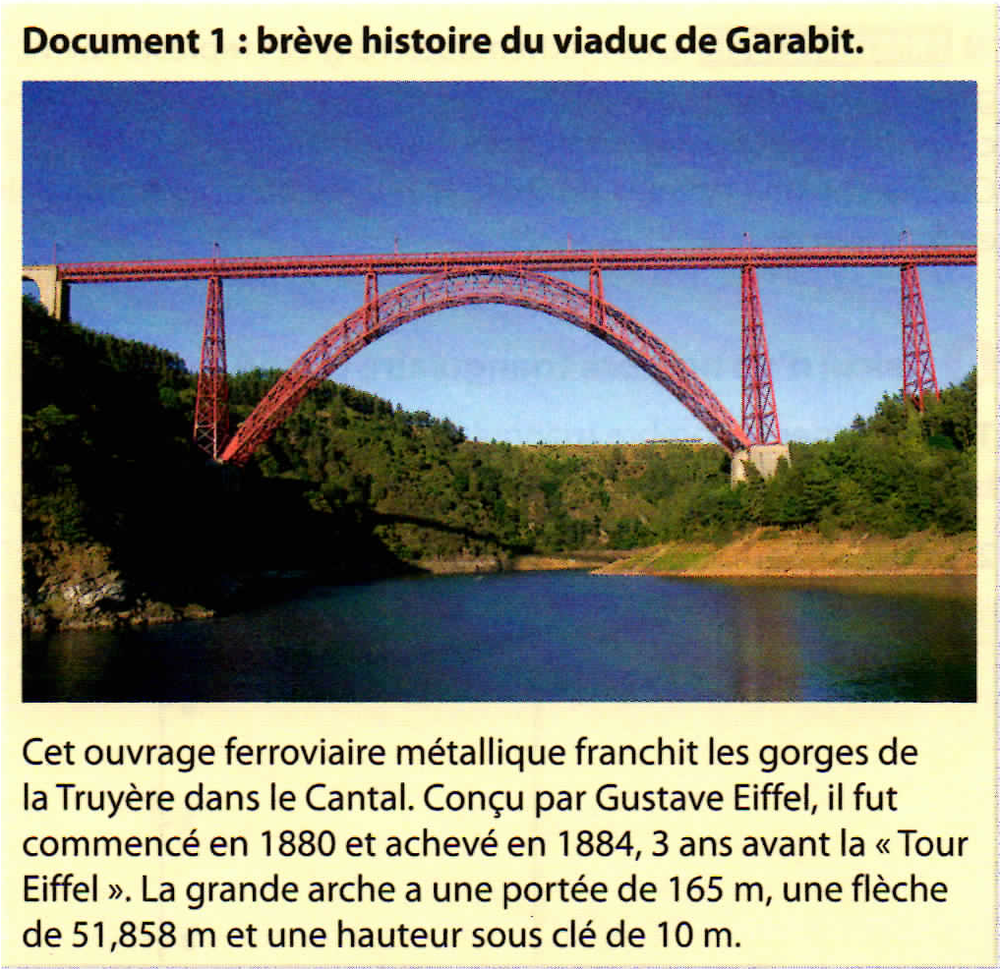 Document 1 : brève histoire du viaduc de Garabit.
Cet ouvrage ferroviaire métallique franchit les gorges de
la Truyère dans le Cantal. Conçu par Gustave Eiffel, il fut
commencé en 1880 et achevé en 1884, 3 ans avant la « Tour
Eiffel ». La grande arche a une portée de 165 m, une flèche
de 51,858 m et une hauteur sous clé de 10 m.